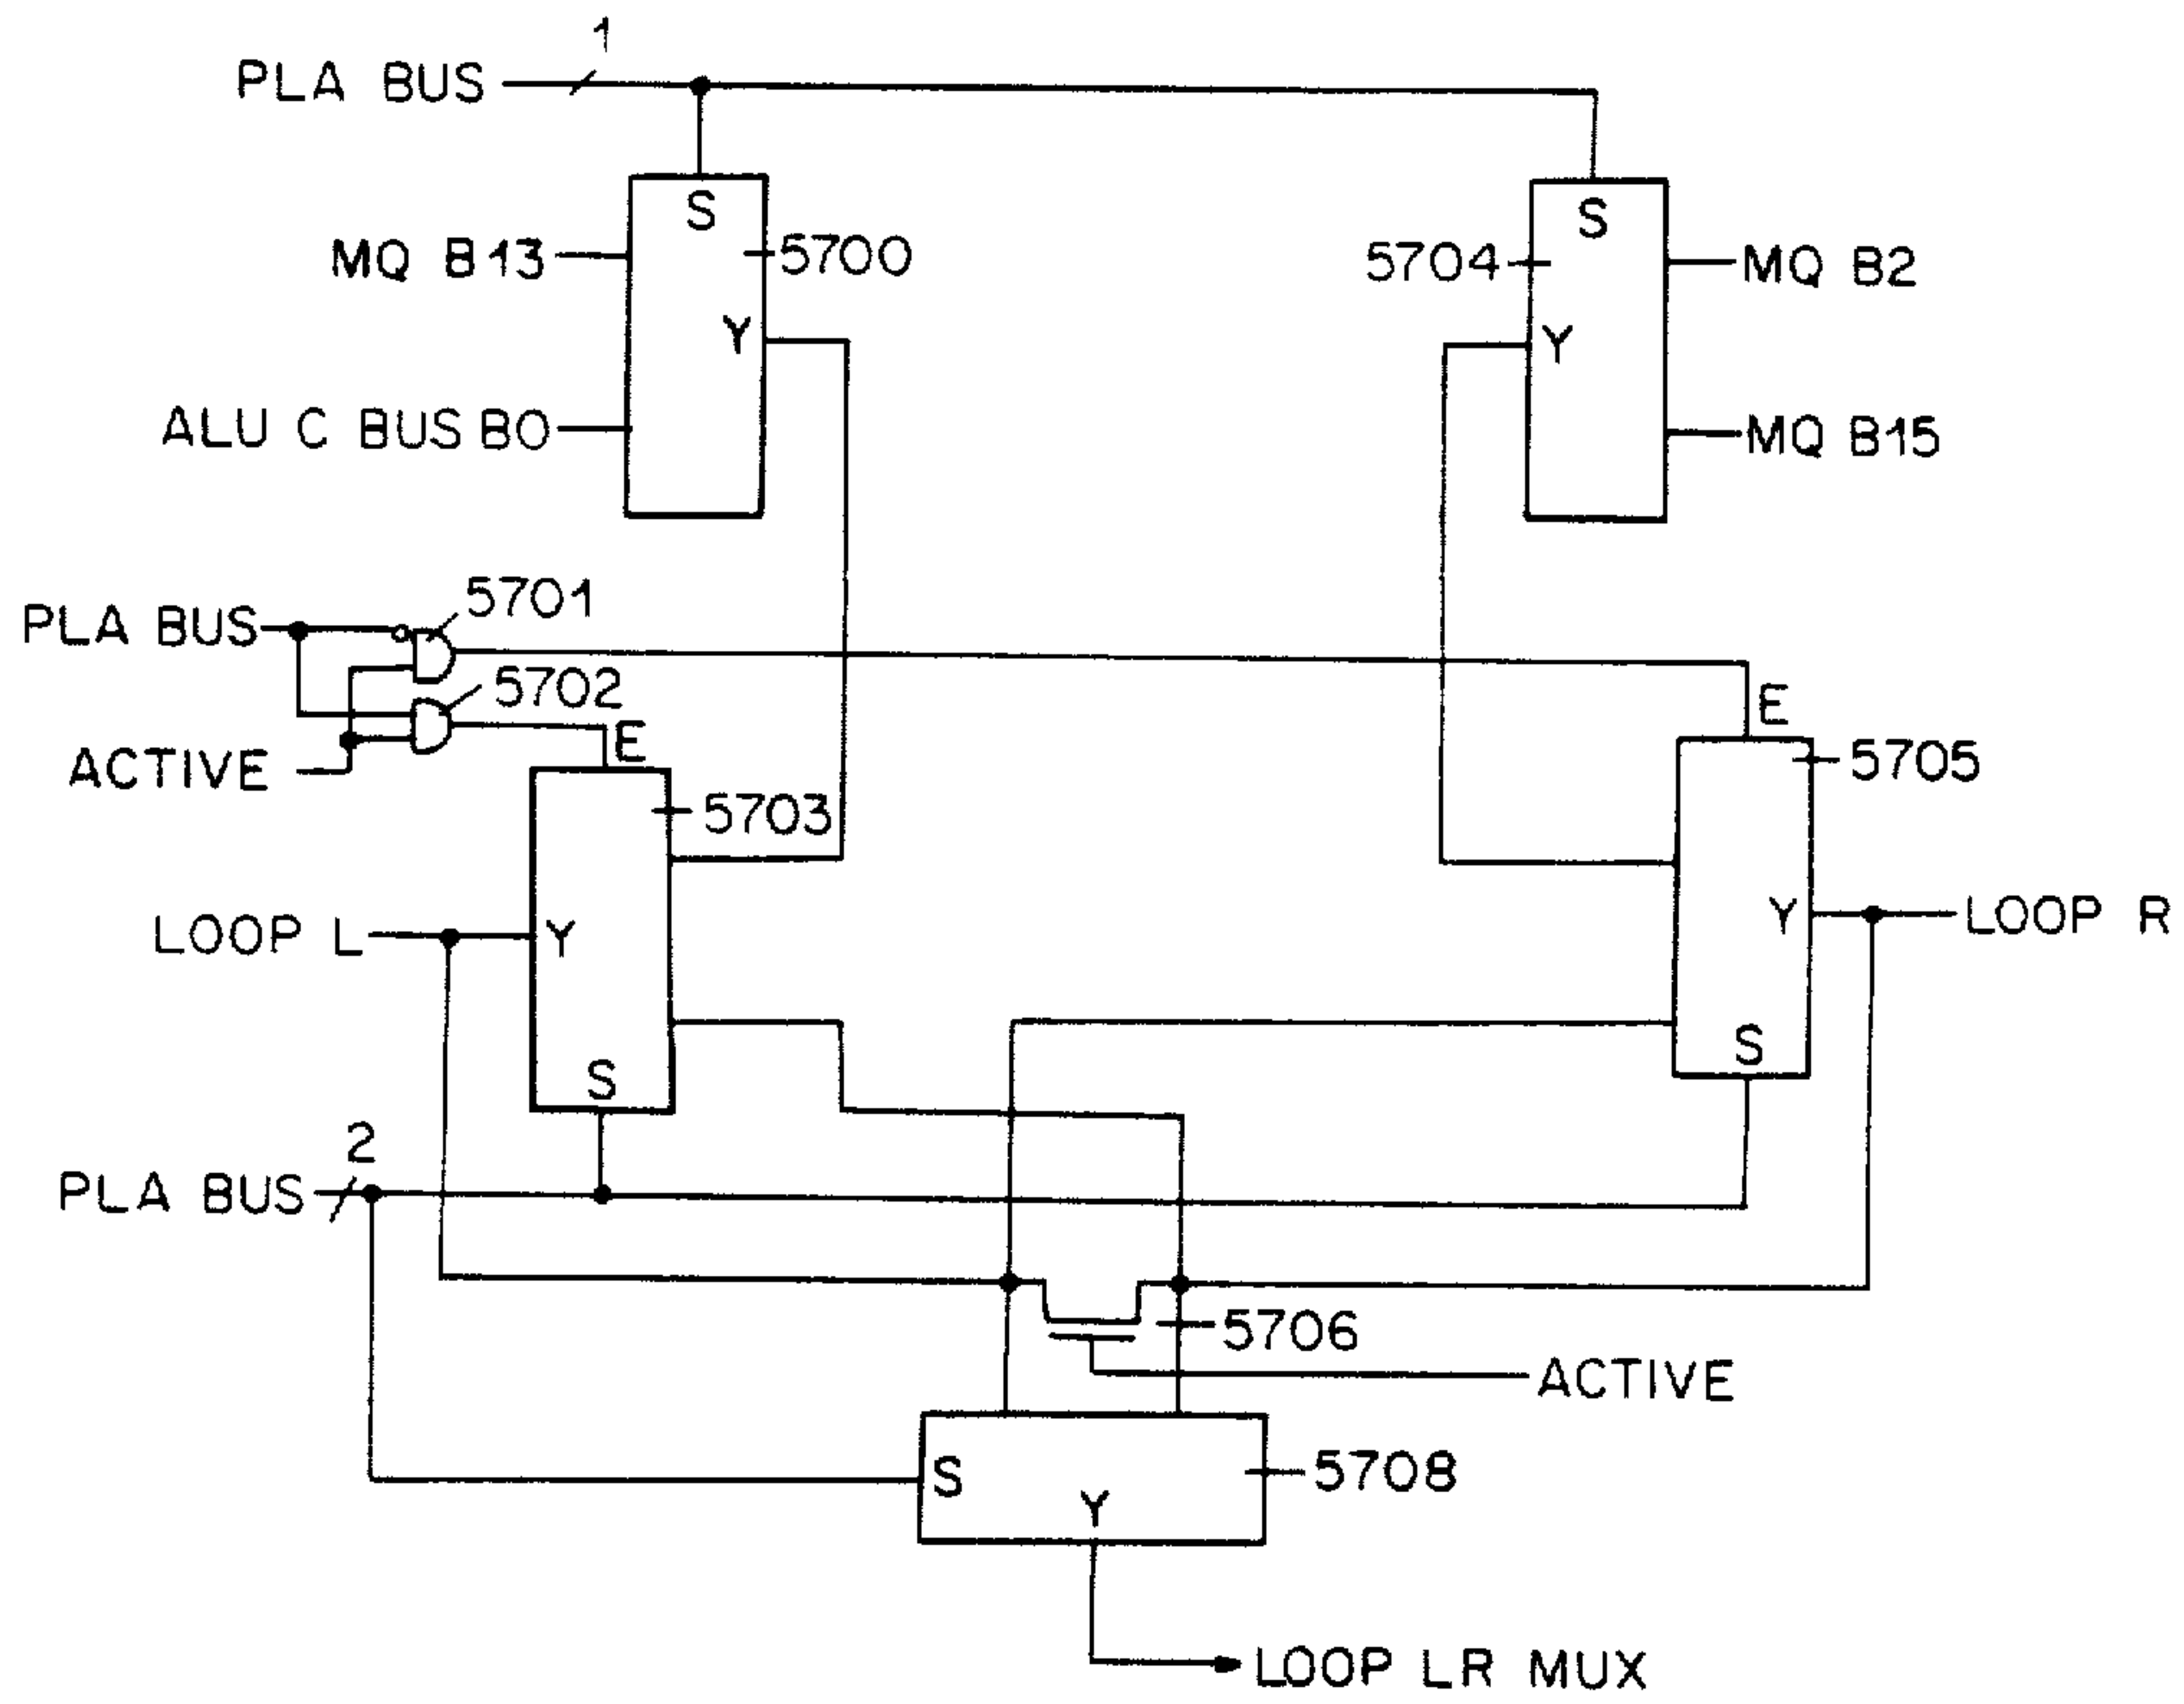 1
PLA BUS
S
S
MQ B13
5700
5704
MQ B2
Y
Y
ALU C BUS B0
MQ B15
5701
PLA BUS
5702
E
E
ACTIVE
5705
5703
Y
LOOP R
LOOP L
Y
S
S
2
PLA BUS
5706
ACTIVE
S
5708
Y
LOOP LR MUX